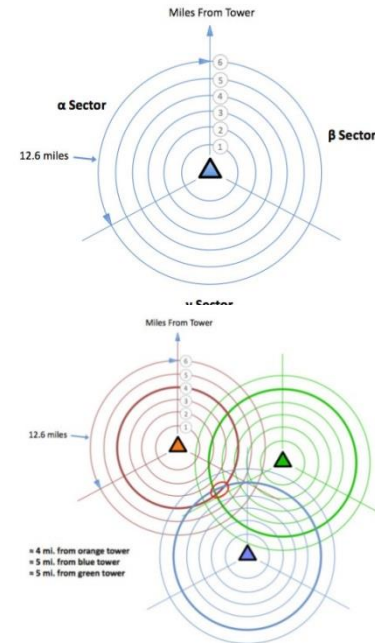 Miles From Tower
6
5
α Sector
4
3
2
β Sector
1
12.6 miles
γ Sector
Miles From Tower
6
5
4
3
2
1
12.6 miles
≈ 4 mi. from orange tower
≈ 5 mi. from blue tower
≈ 5 mi. from green tower